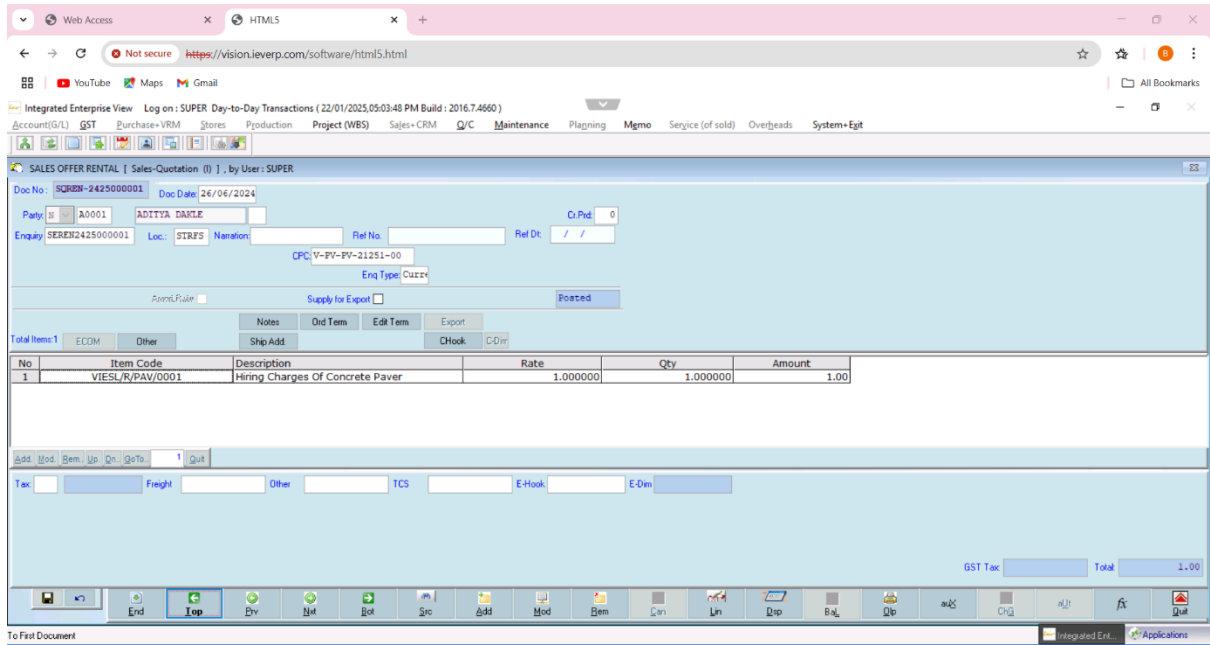 Web Access × HTML5 × +
Not secure https://vision.ieverp.com/software/html5.html B
YouTube Maps Gmail All Bookmarks
Integrated Enterprise View Log on : SUPER Day-to-Day Transactions ( 22/01/2025,05:03:48 PM Build : 2016.7.4660 )
Account(G/L) GST Purchase+VRM Stores Production Project (WBS) Sales+CRM Q/C Maintenance Planning Memo Service (of sold) Overheads System+Exit
SALES OFFER RENTAL [ Sales-Quotation (I) ] , by User : SUPER
Doc No : SQREN-2425000001 Doc Date: 26/06/2024
Party: N A0001 ADITYA DAKLE Cr.Prd: 0
Enquiry SEREN2425000001 Loc.: STRFS Narration: Ref No. Ref Dt: / /
CPC: V-PV-PV-21251-00
Enq Type: Curre
Supply for Export Posted
Notes Ord Term Edit Term Export
Total Items:1 ECOM Other Ship Add CHook C-Dim
No Item Code Description Rate Qty Amount
1 VIESL/R/PAV/0001 Hiring Charges Of Concrete Paver 1.000000 1.000000 1.00
Add. Mod. Rem.. Up. Dn.. GoTo.. 1 Quit
Tax: Freight Other TCS E-Hook E-Dim
GST Tax: Total: 1.00
End Top Prv Nxt Bot Src Add Mod Rem Can Lin Dsp BaL Olp auX ChG aUt fx Quit
To First Document Integrated Ent... Applications